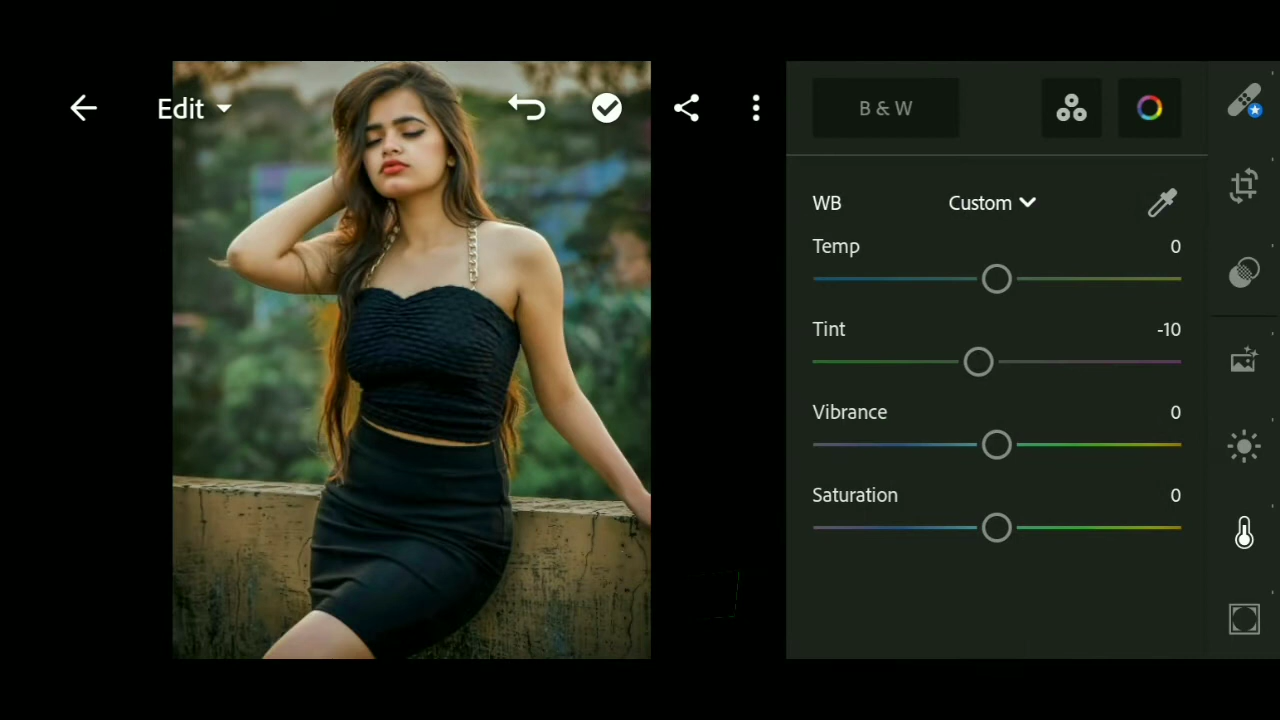 Edit
B & W
WB Custom
Temp 0
Tint -10
Vibrance 0
Saturation 0